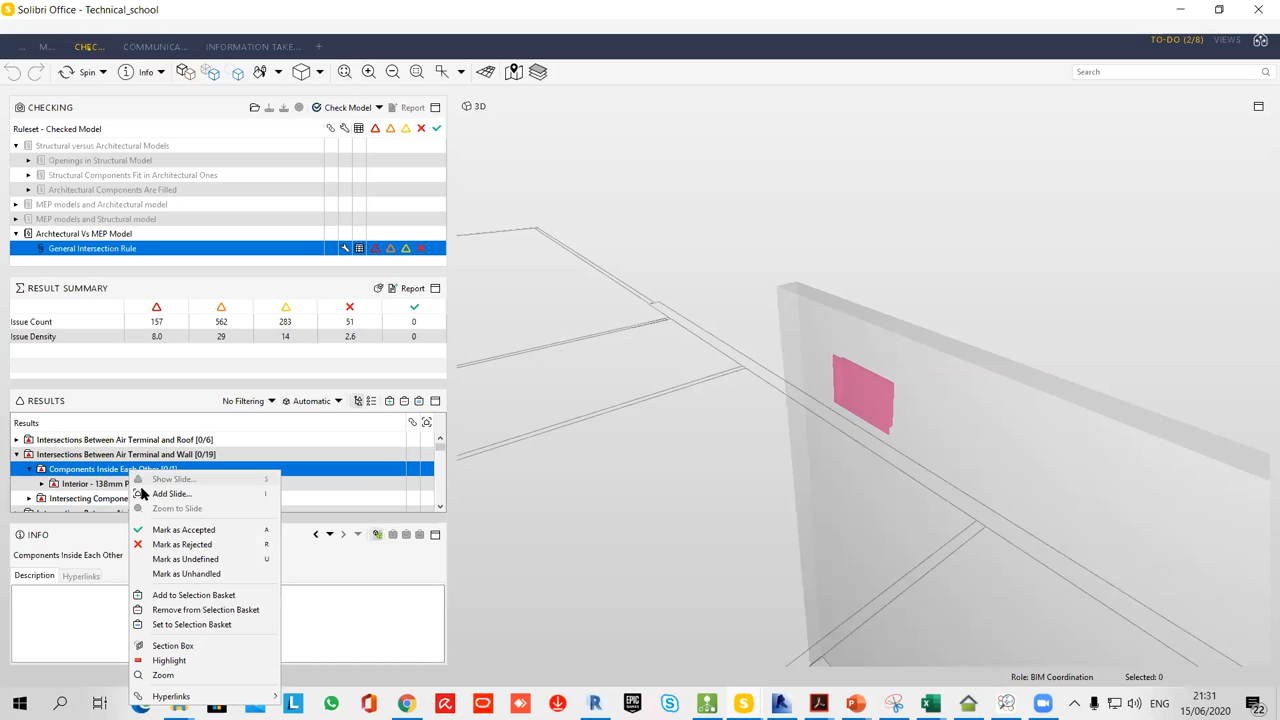 Solibri Office - Technical_school
... M... CHEC... COMMUNICA... INFORMATION TAKE... + TO-DO (2/8) VIEWS
Spin Info Search
CHECKING Check Model Report 3D
Ruleset - Checked Model
Structural versus Architectural Models
Openings in Structural Model
Structural Components Fit in Architectural Ones
Architectural Components Are Filled
MEP models and Architectural model
MEP models and Structural model
Archtectural Vs MEP Model
§ General Intersection Rule
RESULT SUMMARY Report
Issue Count 157 562 283 51 0
Issue Density 8.0 29 14 2.6 0
RESULTS No Filtering Automatic
Results
Intersections Between Air Terminal and Roof [0/6]
Intersections Between Air Terminal and Wall [0/19]
Components Inside Each Other [0/1]
Show Slide... S
Interior - 138mm P
Add Slide... I
Intersecting Compone
Zoom to Slide
Mark as Accepted A
INFO
Mark as Rejected R
Components Inside Each Other
Mark as Undefined U
Description Hyperlinks
Mark as Unhandled
Add to Selection Basket
Remove from Selection Basket
Set to Selection Basket
Section Box
Highlight
Zoom
Hyperlinks
Role: BIM Coordination Selected: 0
ENG 21:31
15/06/2020 22